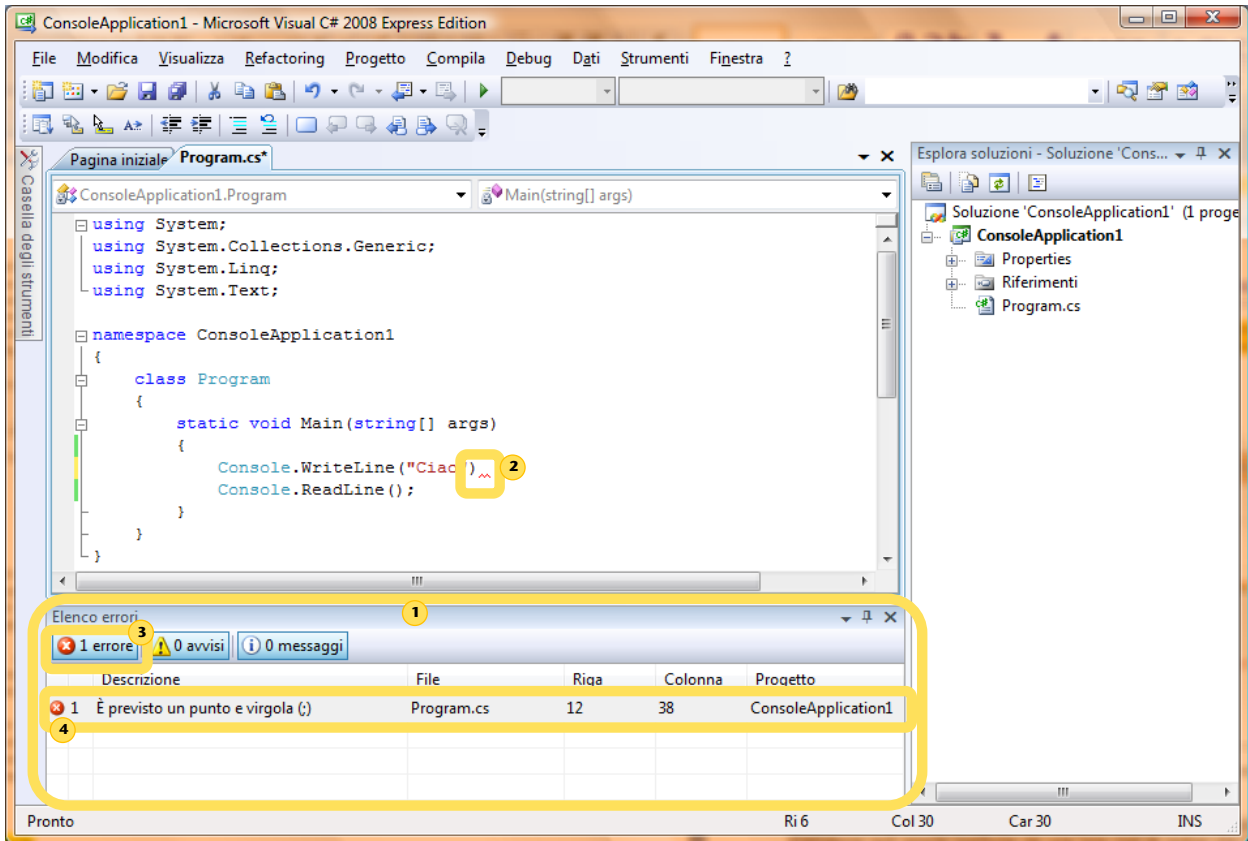 ConsoleApplication1 - Microsoft Visual C# 2008 Express Edition
File Modifica Visualizza Refactoring Progetto Compila Debug Dati Strumenti Finestra ?
Pagina iniziale Program.cs*
Esplora soluzioni - Soluzione 'Cons...
Casella degli strumenti
ConsoleApplication1.Program Main(string[] args)
using System;
using System.Collections.Generic;
using System.Linq;
using System.Text;
namespace ConsoleApplication1
{
class Program
{
static void Main(string[] args)
{
Console.WriteLine("Ciao")
2
Console.ReadLine();
}
}
}
Soluzione 'ConsoleApplication1' (1 proge
ConsoleApplication1
Properties
Riferimenti
Program.cs
1
Elenco errori
3
1 errore 0 avvisi 0 messaggi
Descrizione File Riga Colonna Progetto
1 È previsto un punto e virgola (;) Program.cs 12 38 ConsoleApplication1
4
Pronto Ri 6 Col 30 Car 30 INS